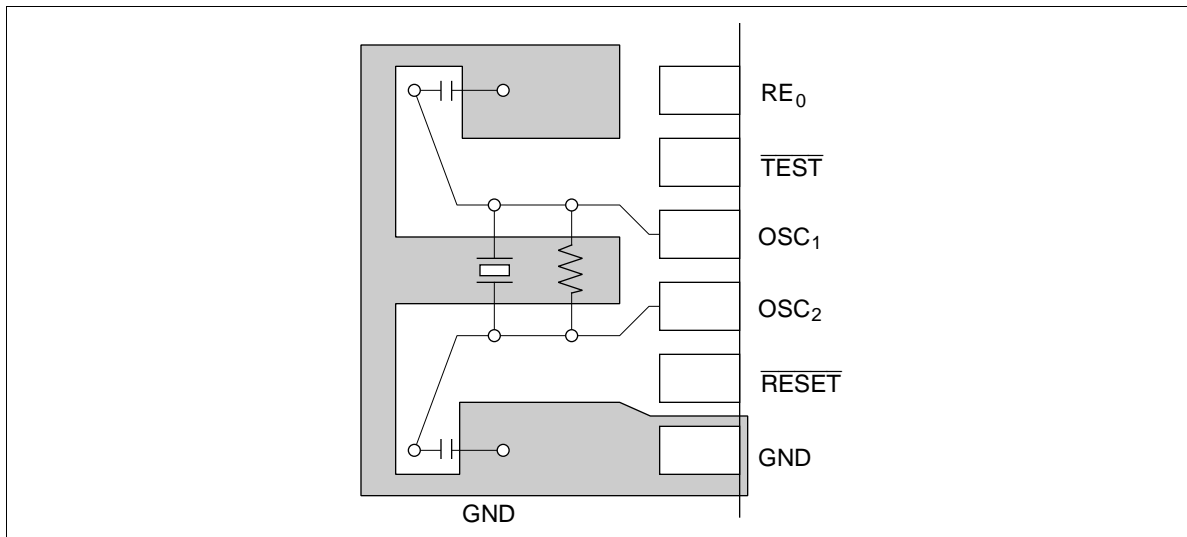 RE0
TEST
OSC1
OSC2
RESET
GND
GND